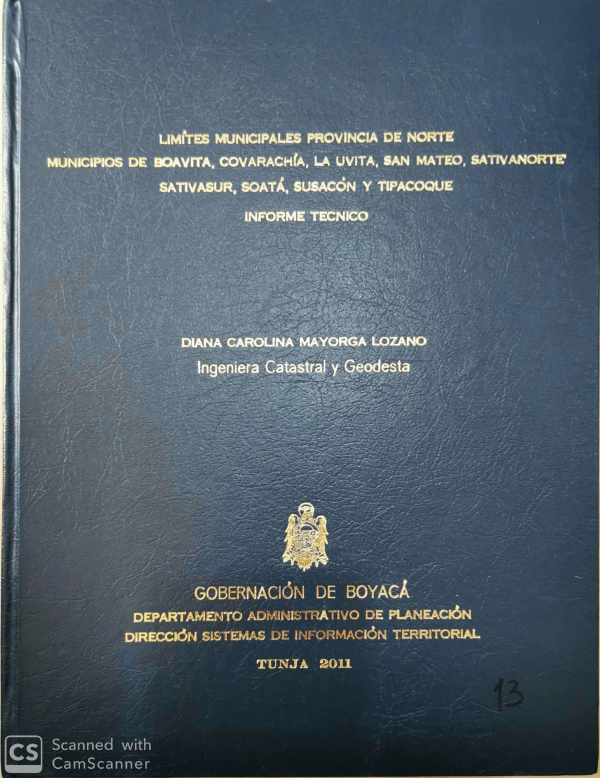 LIMÍTES MUNICIPALES PROVINCIA DE NORTE
MUNICIPIOS DE BOAVITA, COVARACHÍA, LA UVITA, SAN MATEO, SATIVANORTE,
SATIVASUR, SOATÁ, SUSACÓN Y TIPACOQUE
INFORME TECNICO
DIANA CAROLINA MAYORGA LOZANO
Ingeniera Catastral y Geodesta
GOBERNACIÓN DE BOYACÁ
DEPARTAMENTO ADMINISTRATIVO DE PLANEACIÓN
DIRECCIÓN SISTEMAS DE INFORMACIÓN TERRITORIAL
TUNJA 2011
13
CS Scanned with
CamScanner